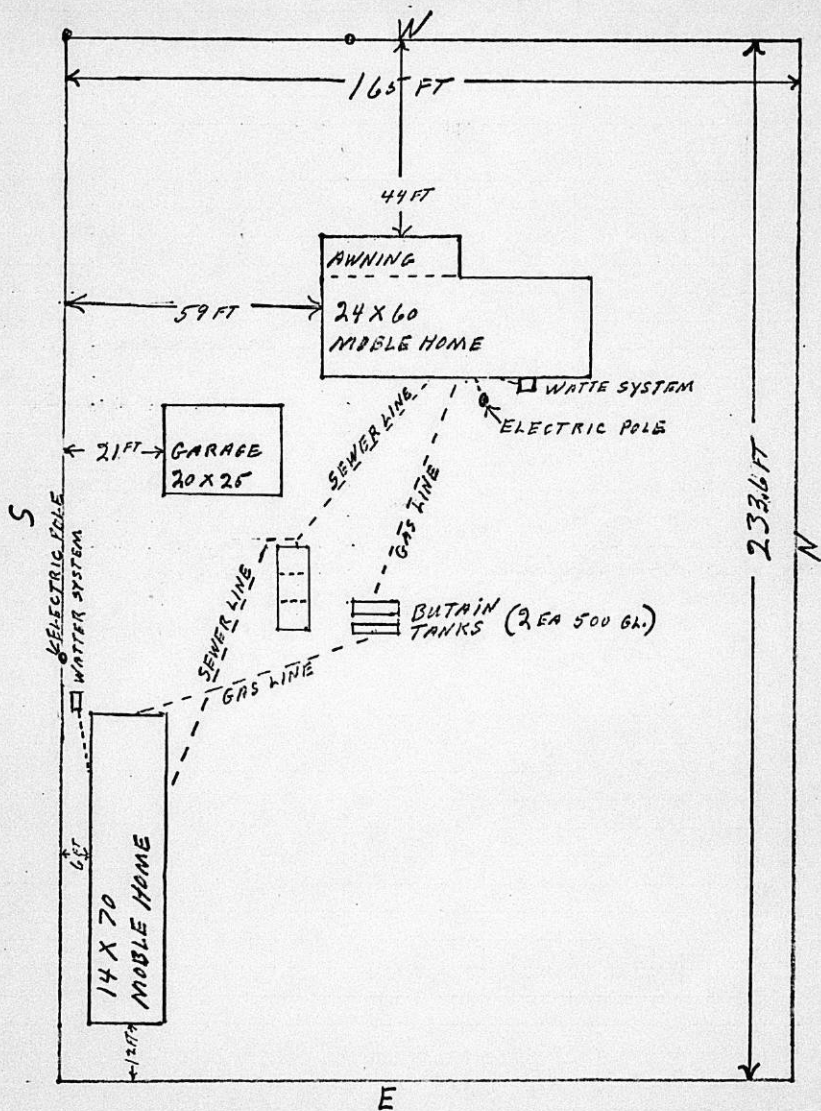 W
165 FT
44 FT
AWNING
59 FT
24 X 60
MOBLE HOME
WATTE SYSTEM
ELECTRIC POLE
21 FT
GARAGE
20 X 25
SEWER LINE
GAS LINE
233.6 FT
N
S
ELECTRIC POLE
WATTER SYSTEM
SEWER LINE
BUTAIN
TANKS (2 EA 500 GL.)
GAS LINE
6 FT
14 X 70
MOBLE HOME
12 FT
E